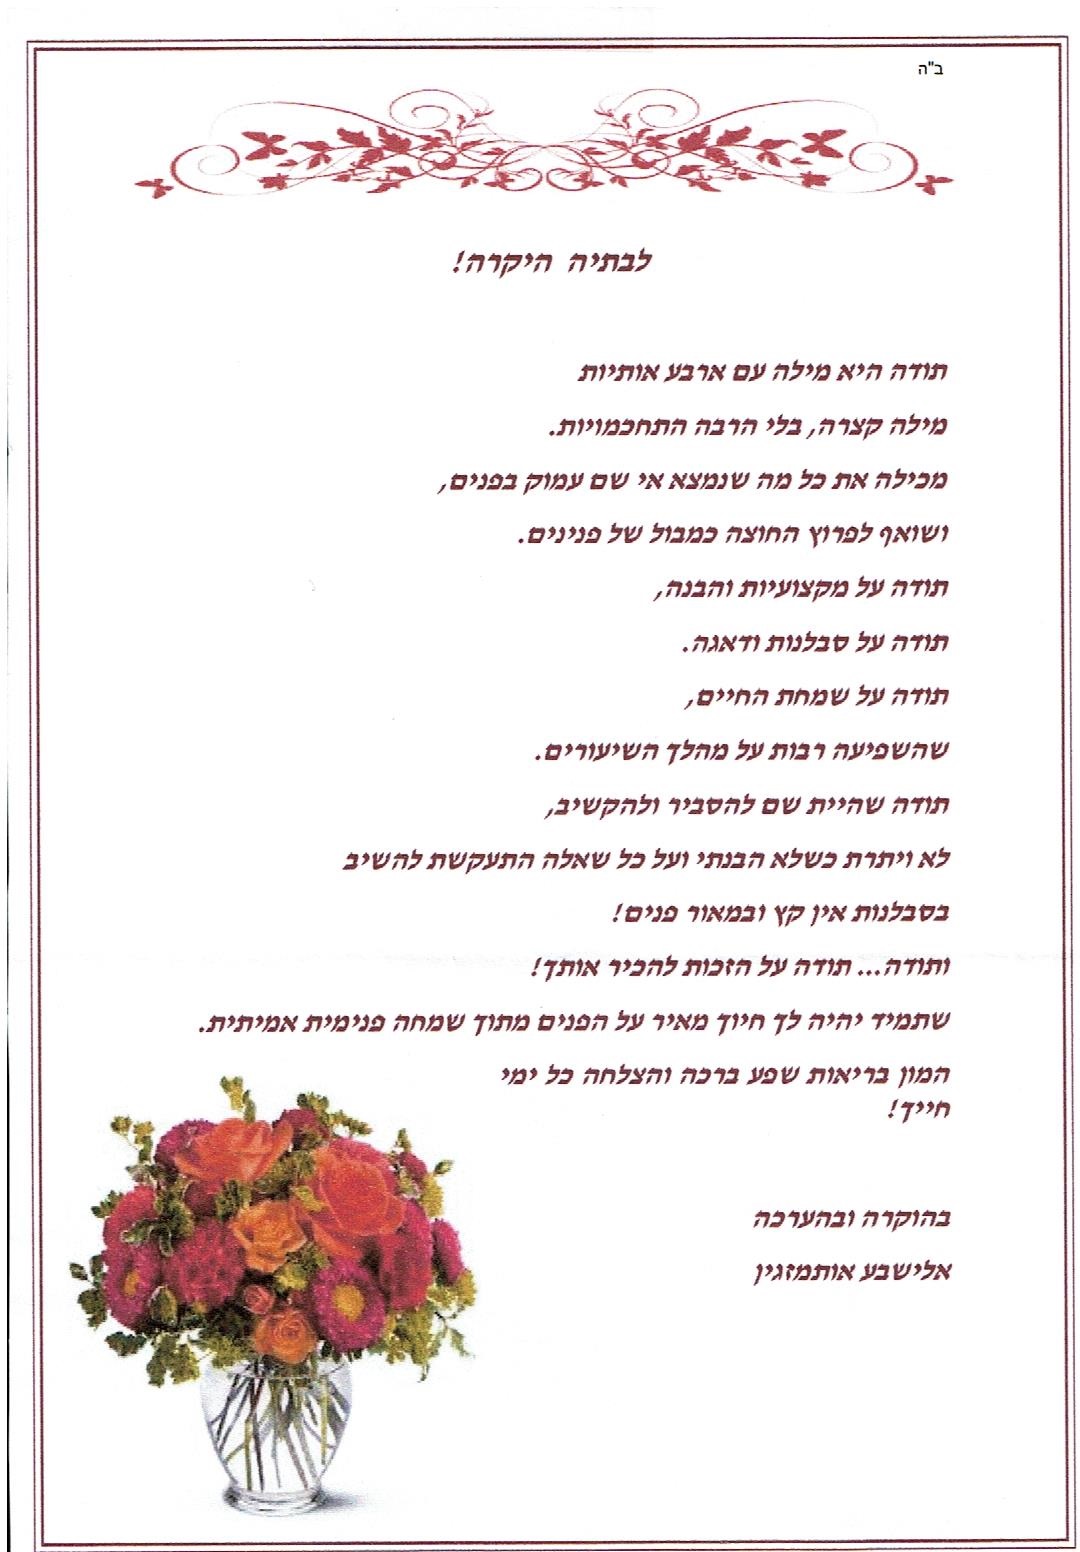 ב"ה
לבתיה היקרה!
תודה היא מילה עם ארבע אותיות
מילה קצרה, בלי הרבה התחכמויות.
מכילה את כל מה שנמצא אי שם עמוק בפנים,
ושואף לפרוץ החוצה כמבול של פנינים.
תודה על מקצועיות והבנה,
תודה על סבלנות ודאגה.
תודה על שמחת החיים,
שהשפיעה רבות על מהלך השיעורים.
תודה שהיית שם להסביר ולהקשיב,
לא ויתרת כשלא הבנתי ועל כל שאלה התעקשת להשיב
בסבלנות אין קץ ובמאור פנים!
ותודה... תודה על הזכות להכיר אותך!
שתמיד יהיה לך חיוך מאיר על הפנים מתוך שמחה פנימית אמיתית.
המון בריאות שפע ברכה והצלחה כל ימי
חייך!
בהוקרה ובהערכה
אלישבע אותמזגין